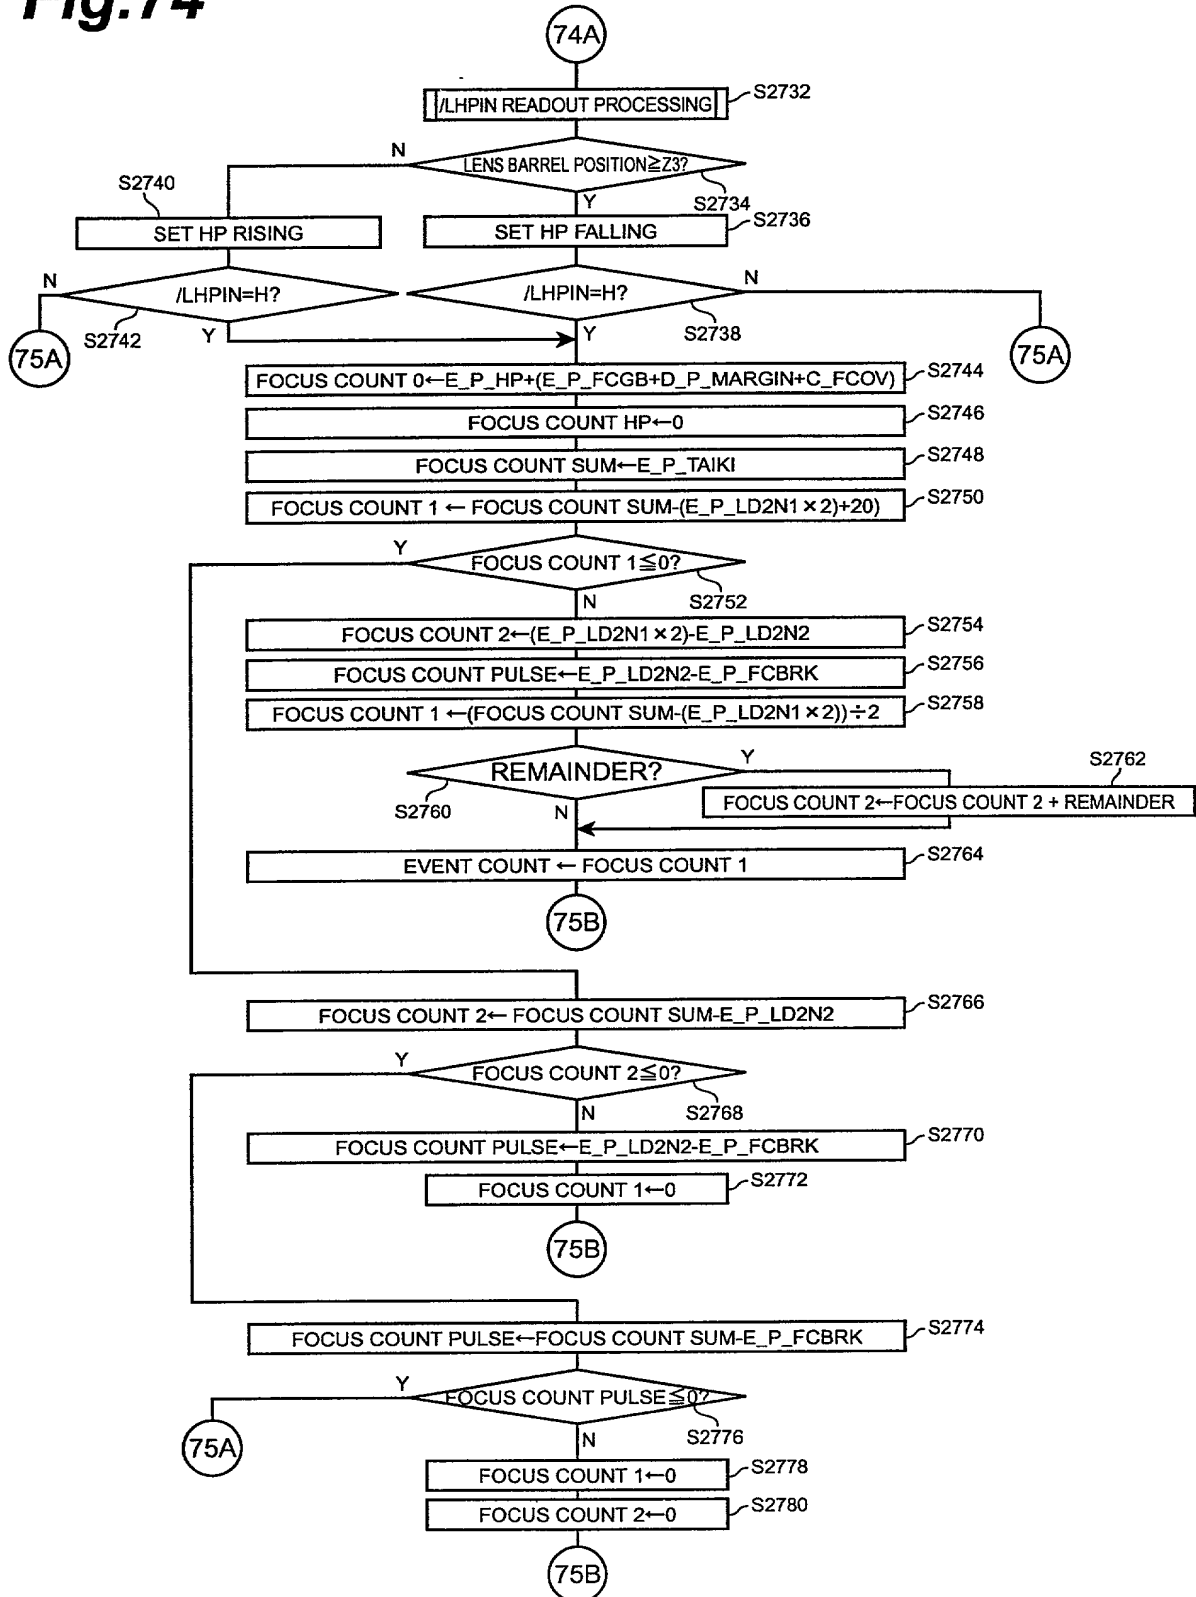 Fig.74
74A
/LHPIN READOUT PROCESSING
S2732
N
LENS BARREL POSITION≧Z3?
S2740
Y
S2734
SET HP RISING
SET HP FALLING
S2736
N
/LHPIN=H?
/LHPIN=H?
N
S2742
Y
Y
S2738
75A
75A
FOCUS COUNT 0←E_P_HP+(E_P_FCGB+D_P_MARGIN+C_FCOV)
S2744
FOCUS COUNT HP←0
S2746
FOCUS COUNT SUM←E_P_TAIKI
S2748
FOCUS COUNT 1 ← FOCUS COUNT SUM-(E_P_LD2N1×2)+20)
S2750
Y
FOCUS COUNT 1≦0?
N
S2752
FOCUS COUNT 2←(E_P_LD2N1×2)-E_P_LD2N2
S2754
FOCUS COUNT PULSE←E_P_LD2N2-E_P_FCBRK
S2756
FOCUS COUNT 1 ←(FOCUS COUNT SUM-(E_P_LD2N1×2))÷2
S2758
REMAINDER?
Y
S2762
S2760
N
FOCUS COUNT 2←FOCUS COUNT 2 + REMAINDER
EVENT COUNT ← FOCUS COUNT 1
S2764
75B
FOCUS COUNT 2← FOCUS COUNT SUM-E_P_LD2N2
S2766
Y
FOCUS COUNT 2≦0?
N
S2768
FOCUS COUNT PULSE←E_P_LD2N2-E_P_FCBRK
S2770
FOCUS COUNT 1←0
S2772
75B
FOCUS COUNT PULSE←FOCUS COUNT SUM-E_P_FCBRK
S2774
Y
FOCUS COUNT PULSE≦0?
75A
N
S2776
FOCUS COUNT 1←0
S2778
FOCUS COUNT 2←0
S2780
75B